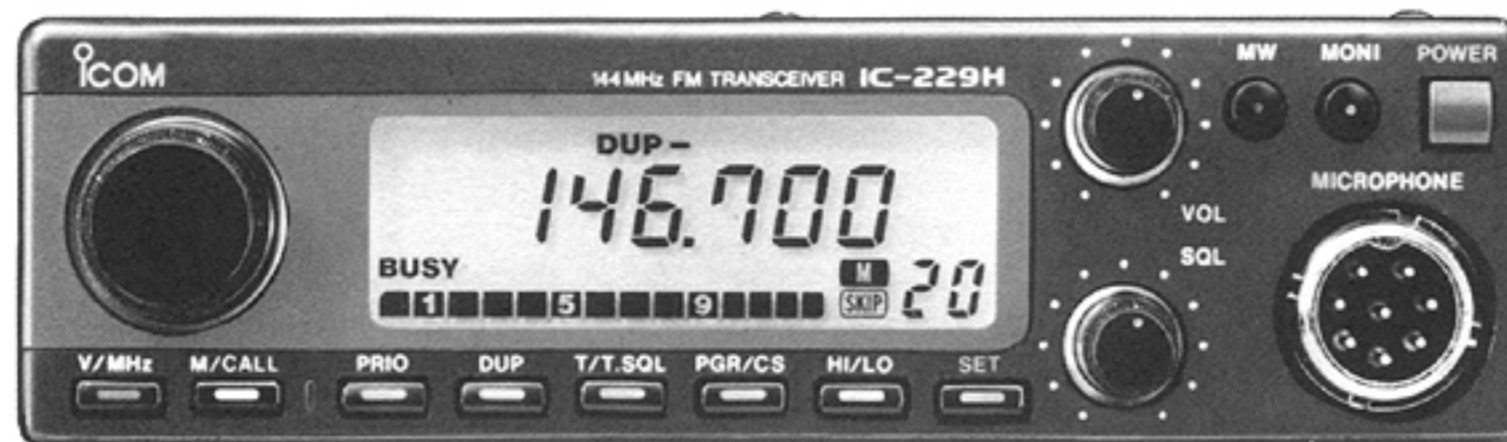 ICOM
144MHz FM TRANSCEIVER IC-229H
MW MONI POWER
DUP –
146.700
MICROPHONE
VOL
BUSY
SQL
M
1 5 9 SKIP 20
V/MHz M/CALL PRIO DUP T/T.SQL PGR/CS HI/LO SET